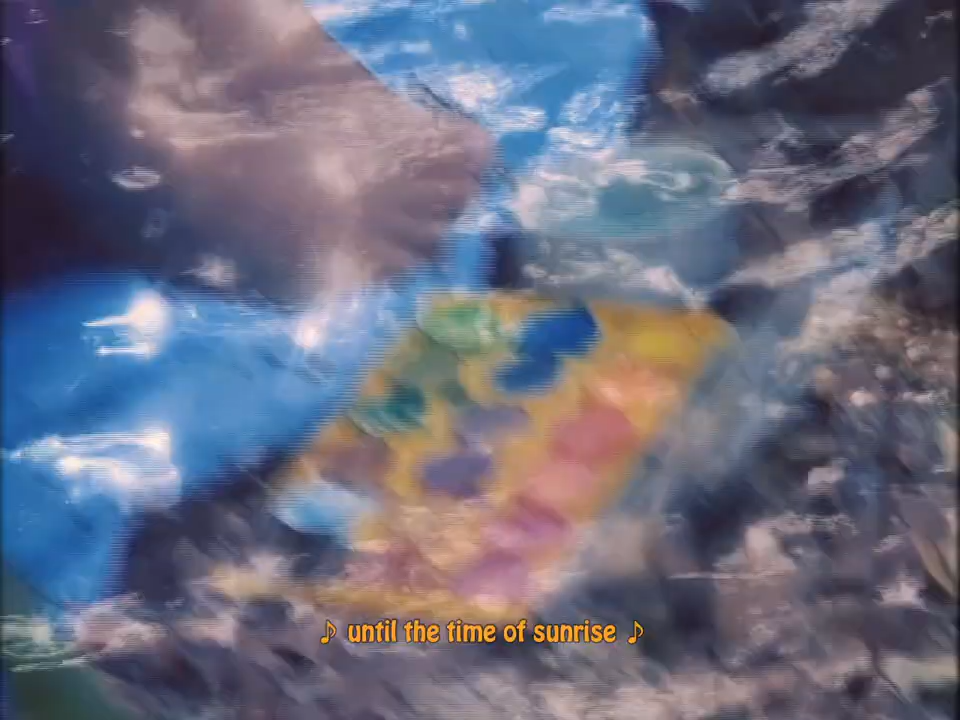 ♪ until the time of sunrise ♪